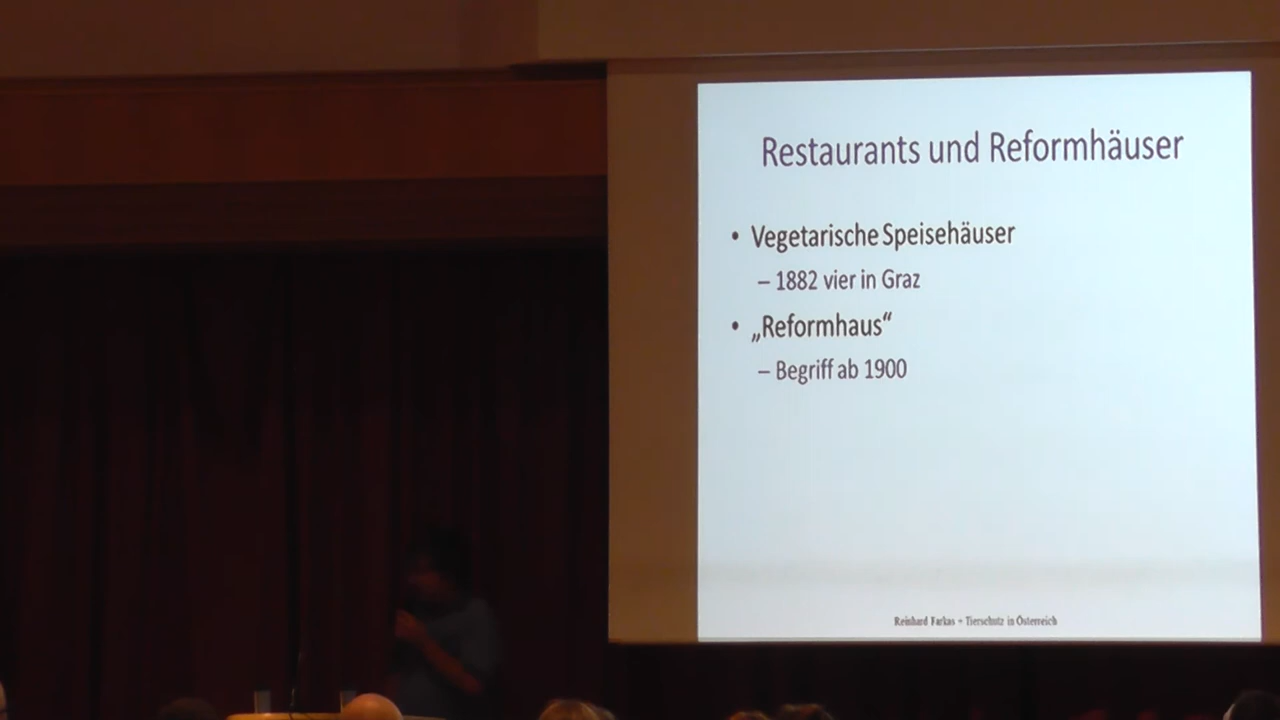 Restaurants und Reformhäuser
• Vegetarische Speisehäuser
– 1882 vier in Graz
• „Reformhaus“
– Begriff ab 1900
Reinhard Farkas - Tierschutz in Österreich